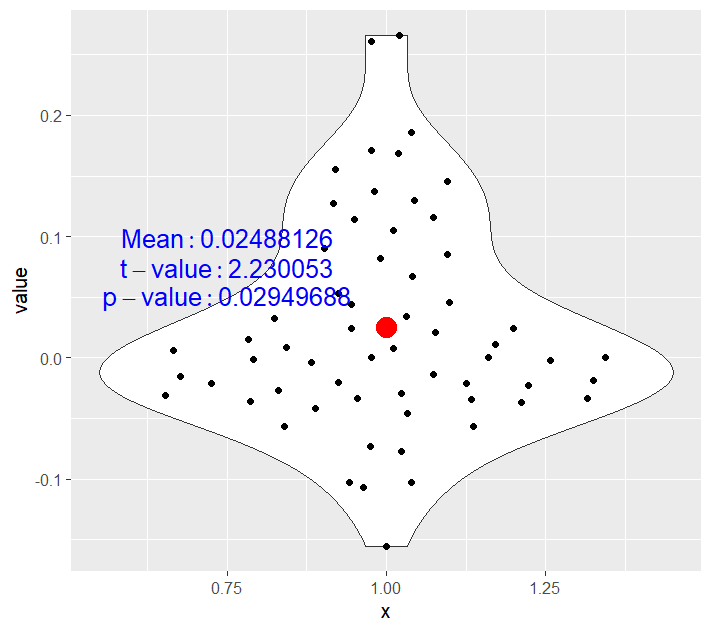 0.2
0.1
0.0
-0.1
value
Mean : 0.02488126
t − value : 2.230053
p − value : 0.02949688
0.75
1.00
1.25
x